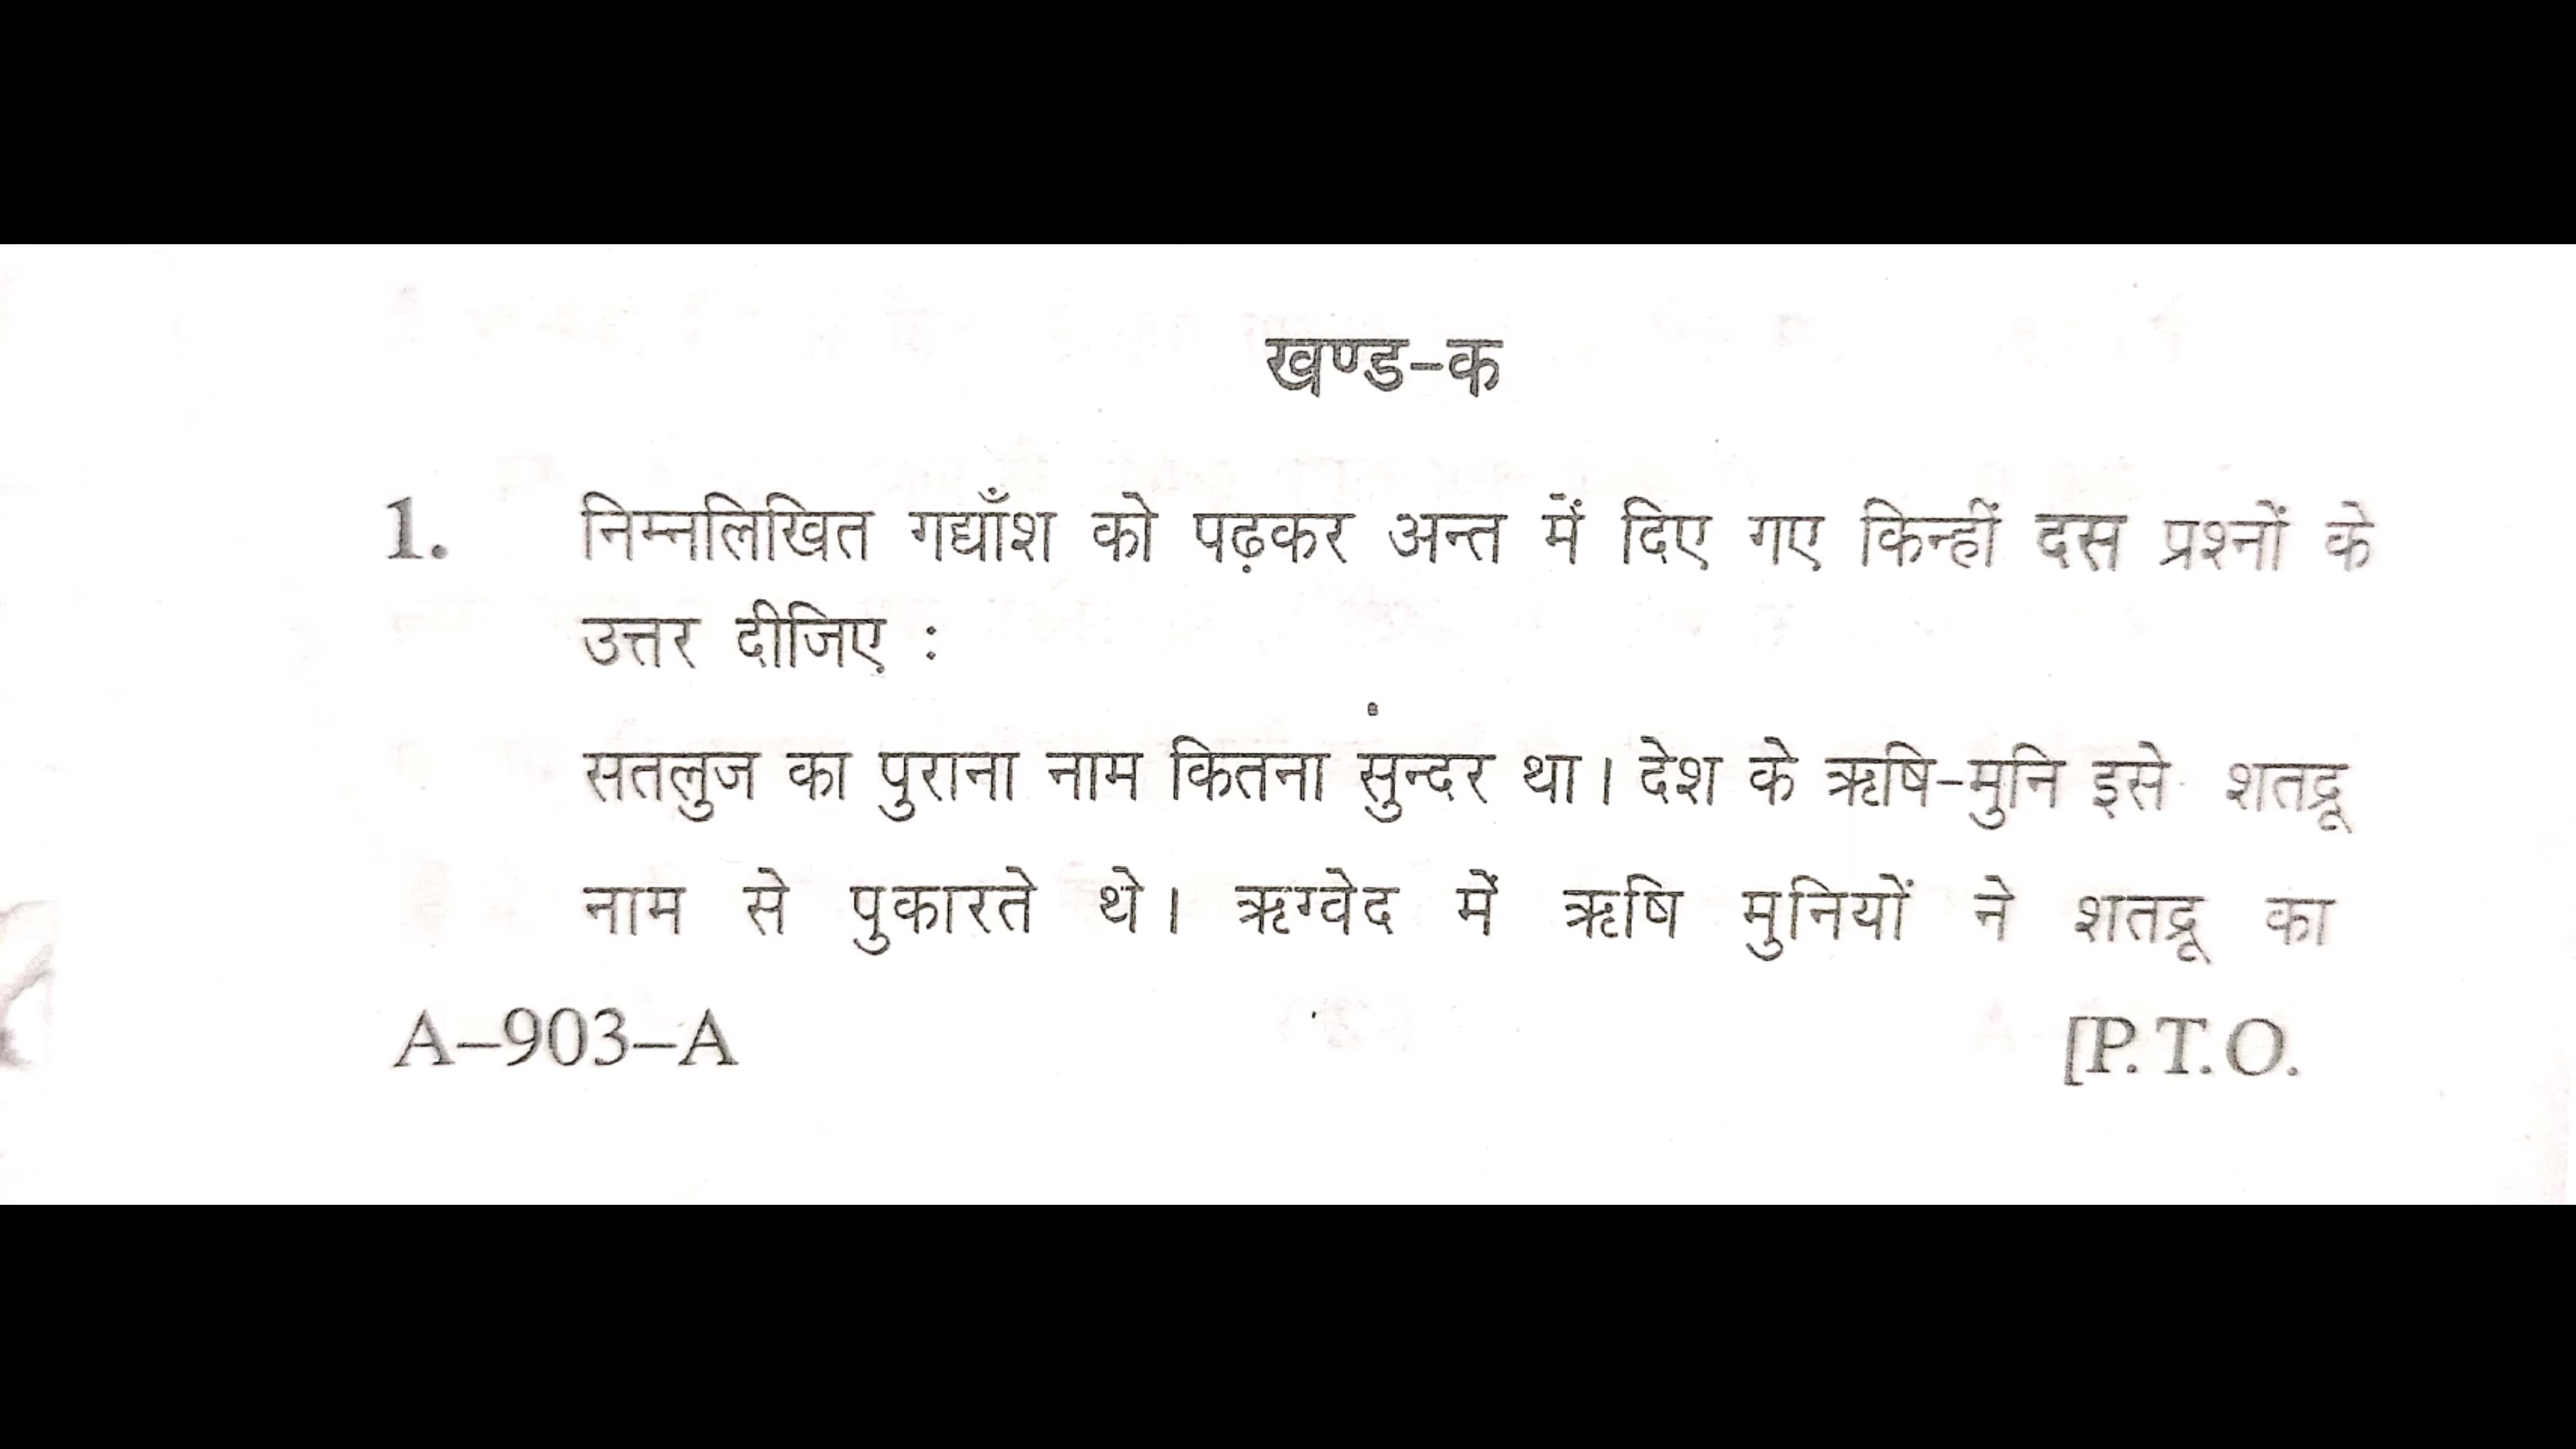 खण्ड-क
1. निम्नलिखित गद्याँश को पढ़कर अन्त में दिए गए किन्हीं दस प्रश्नों के
उत्तर दीजिए :
सतलुज का पुराना नाम कितना सुन्दर था। देश के ऋषि-मुनि इसे शतद्रू
नाम से पुकारते थे। ऋग्वेद में ऋषि मुनियों ने शतद्रू का
A–903–A [P.T.O.